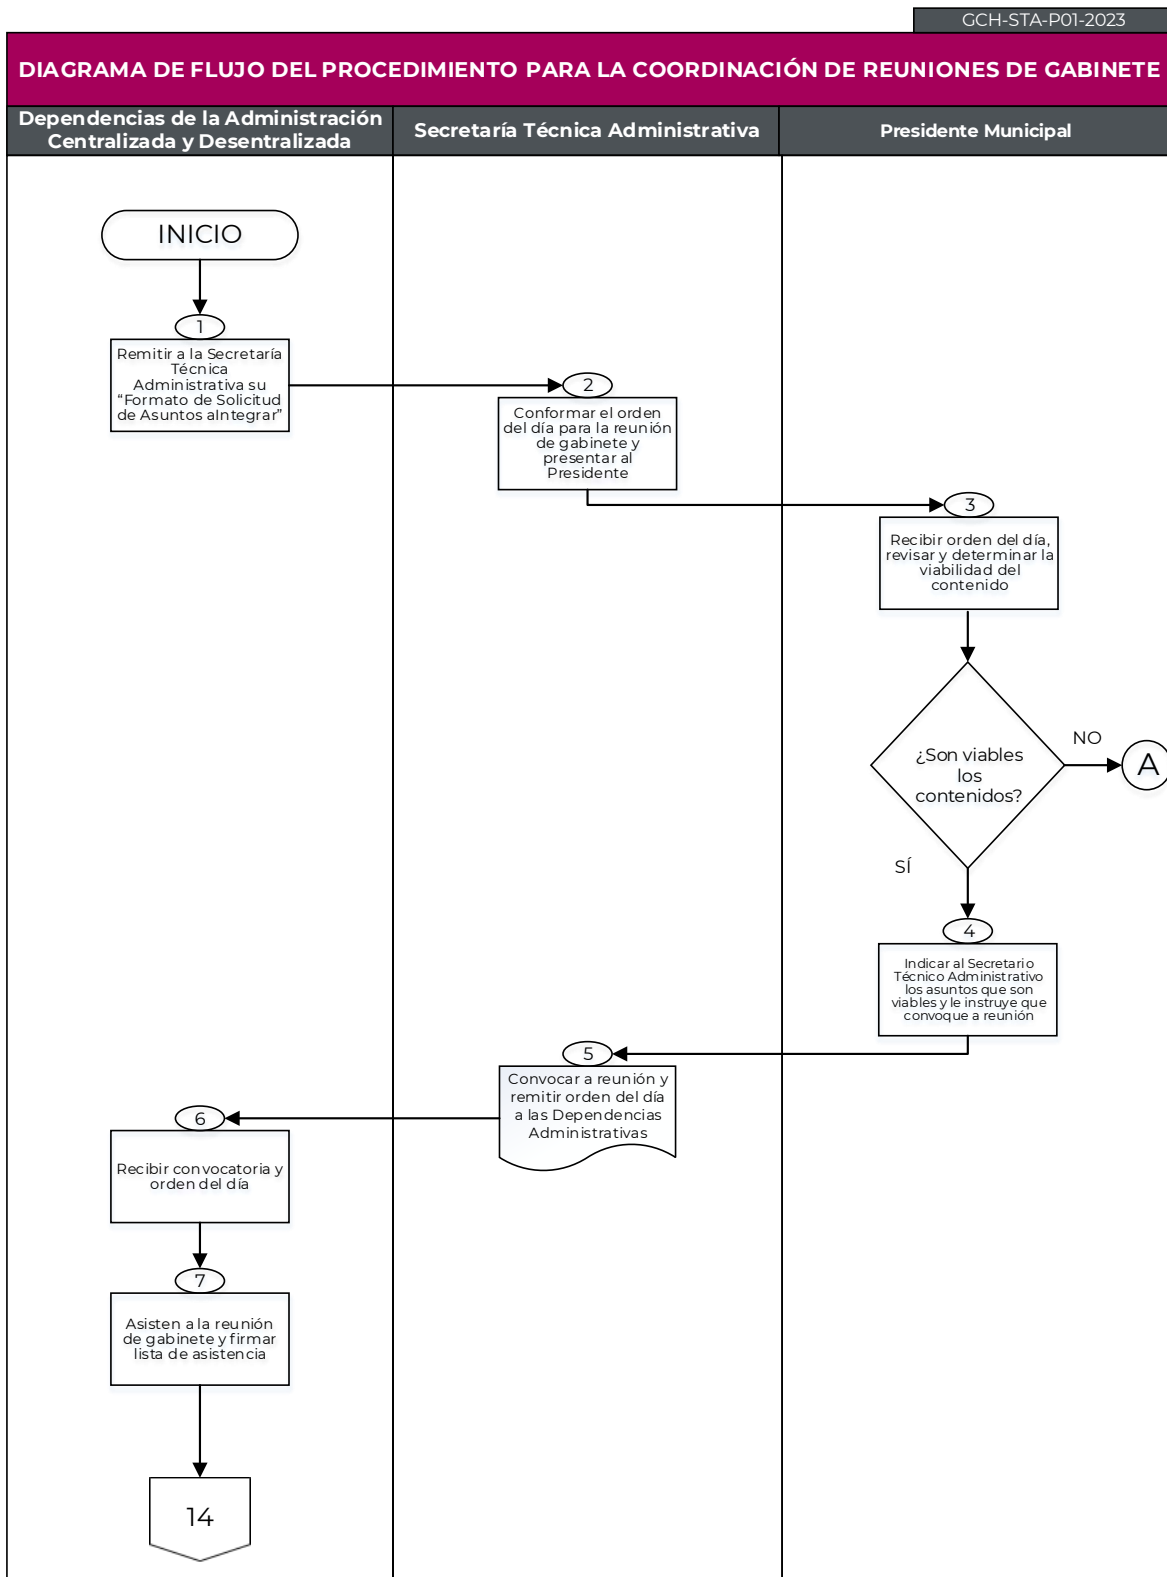 GCH-STA-P01-2023
DIAGRAMA DE FLUJO DEL PROCEDIMIENTO PARA LA COORDINACIÓN DE REUNIONES DE GABINETE
Dependencias de la Administración
Centralizada y Desentralizada
Secretaría Técnica Administrativa
Presidente Municipal
INICIO
1
Remitir a la Secretaría
Técnica
Administrativa su
“Formato de Solicitud
de Asuntos aIntegrar”
2
Conformar el orden
del día para la reunión
de gabinete y
presentar al
Presidente
3
Recibir orden del día,
revisar y determinar la
viabilidad del
contenido
¿Son viables
los
contenidos?
NO
A
SÍ
4
Indicar al Secretario
Técnico Administrativo
los asuntos que son
viables y le instruye que
convoque a reunión
5
Convocar a reunión y
remitir orden del día
a las Dependencias
Administrativas
6
Recibir convocatoria y
orden del día
7
Asisten a la reunión
de gabinete y firmar
lista de asistencia
14